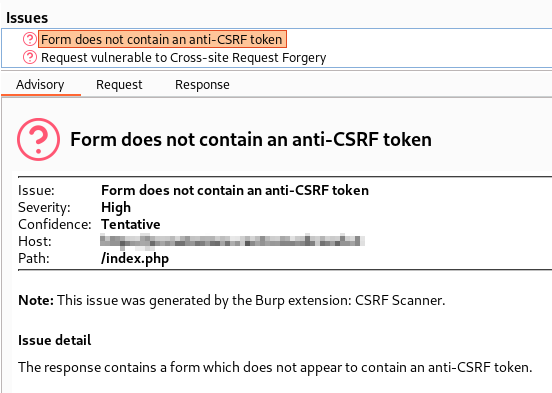 Issues
Form does not contain an anti-CSRF token
Request vulnerable to Cross-site Request Forgery
Advisory Request Response
Form does not contain an anti-CSRF token
Issue: Form does not contain an anti-CSRF token
Severity: High
Confidence: Tentative
Host:
Path: /index.php
Note: This issue was generated by the Burp extension: CSRF Scanner.
Issue detail
The response contains a form which does not appear to contain an anti-CSRF token.